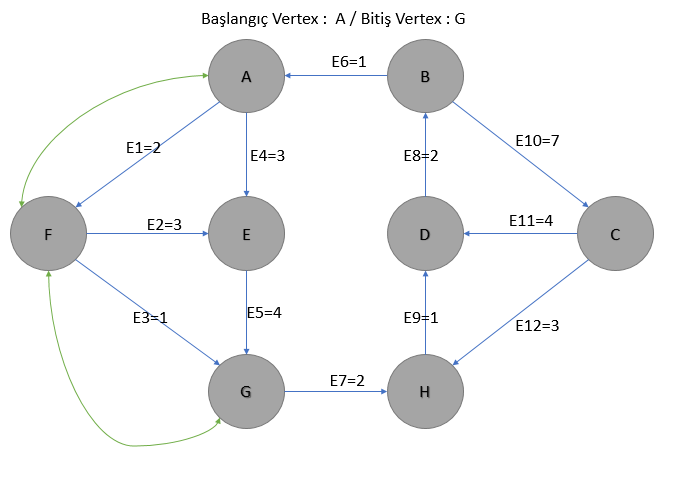 Başlangıç Vertex :  A / Bitiş Vertex : G
E6=1
A
B
E10=7
E1=2
E4=3
E8=2
E11=4
E2=3
F
E
D
C
E3=1
E5=4
E9=1
E12=3
E7=2
G
H